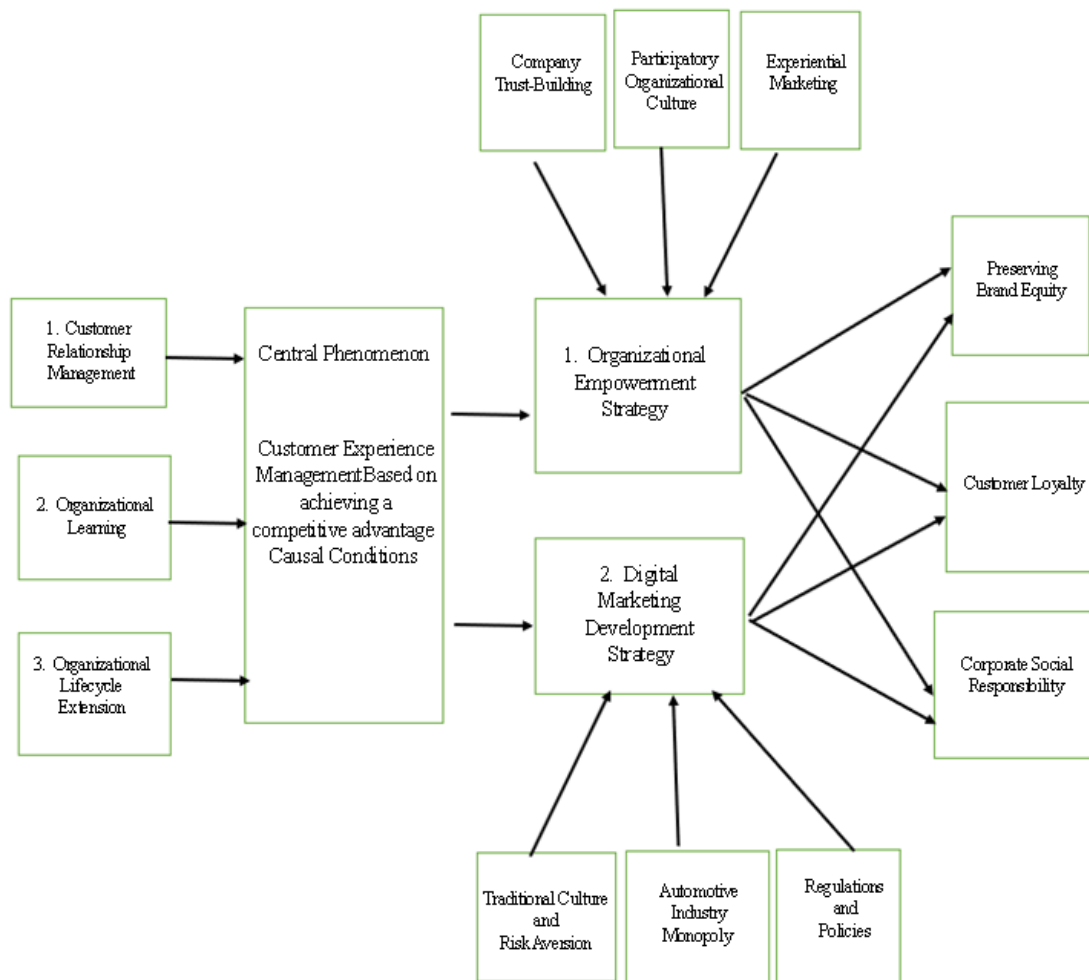 Company
Trust-Building
Participatory
Organizational
Culture
Experiential
Marketing
Preserving
Brand Equity
1. Customer
Relationship
Management
Central Phenomenon
1. Organizational
Empowerment
Strategy
Customer Experience
Management Based on
achieving a
competitive advantage
Causal Conditions
Customer Loyalty
2. Organizational
Learning
2. Digital
Marketing
Development
Strategy
3. Organizational
Lifecycle
Extension
Corporate Social
Responsibility
Traditional Culture
and
Risk Aversion
Automotive
Industry
Monopoly
Regulations
and
Policies